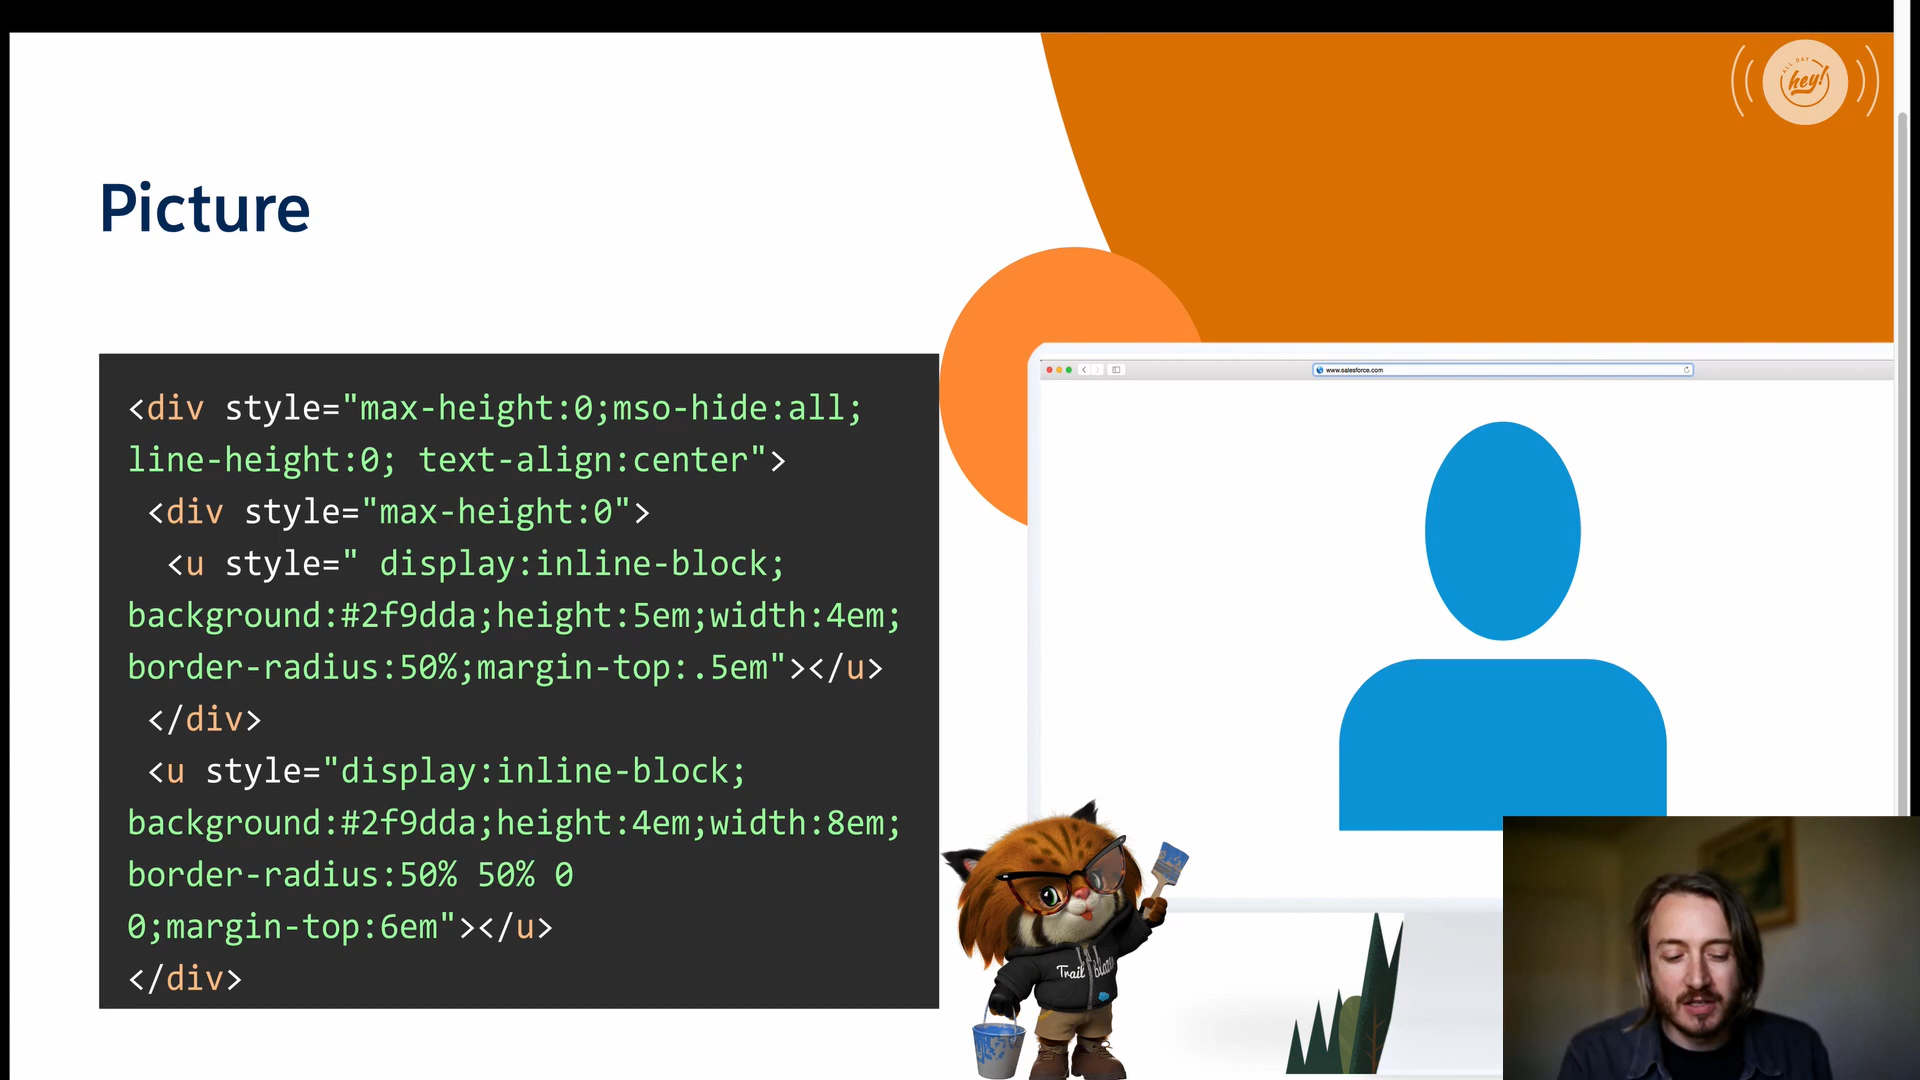 ALL DAY
hey!
Picture
www.salesforce.com
<div style="max-height:0;mso-hide:all;
line-height:0; text-align:center">
<div style="max-height:0">
<u style=" display:inline-block;
background:#2f9dda;height:5em;width:4em;
border-radius:50%;margin-top:.5em"></u>
</div>
<u style="display:inline-block;
background:#2f9dda;height:4em;width:8em;
border-radius:50% 50% 0
0;margin-top:6em"></u>
</div>
Trailblazer